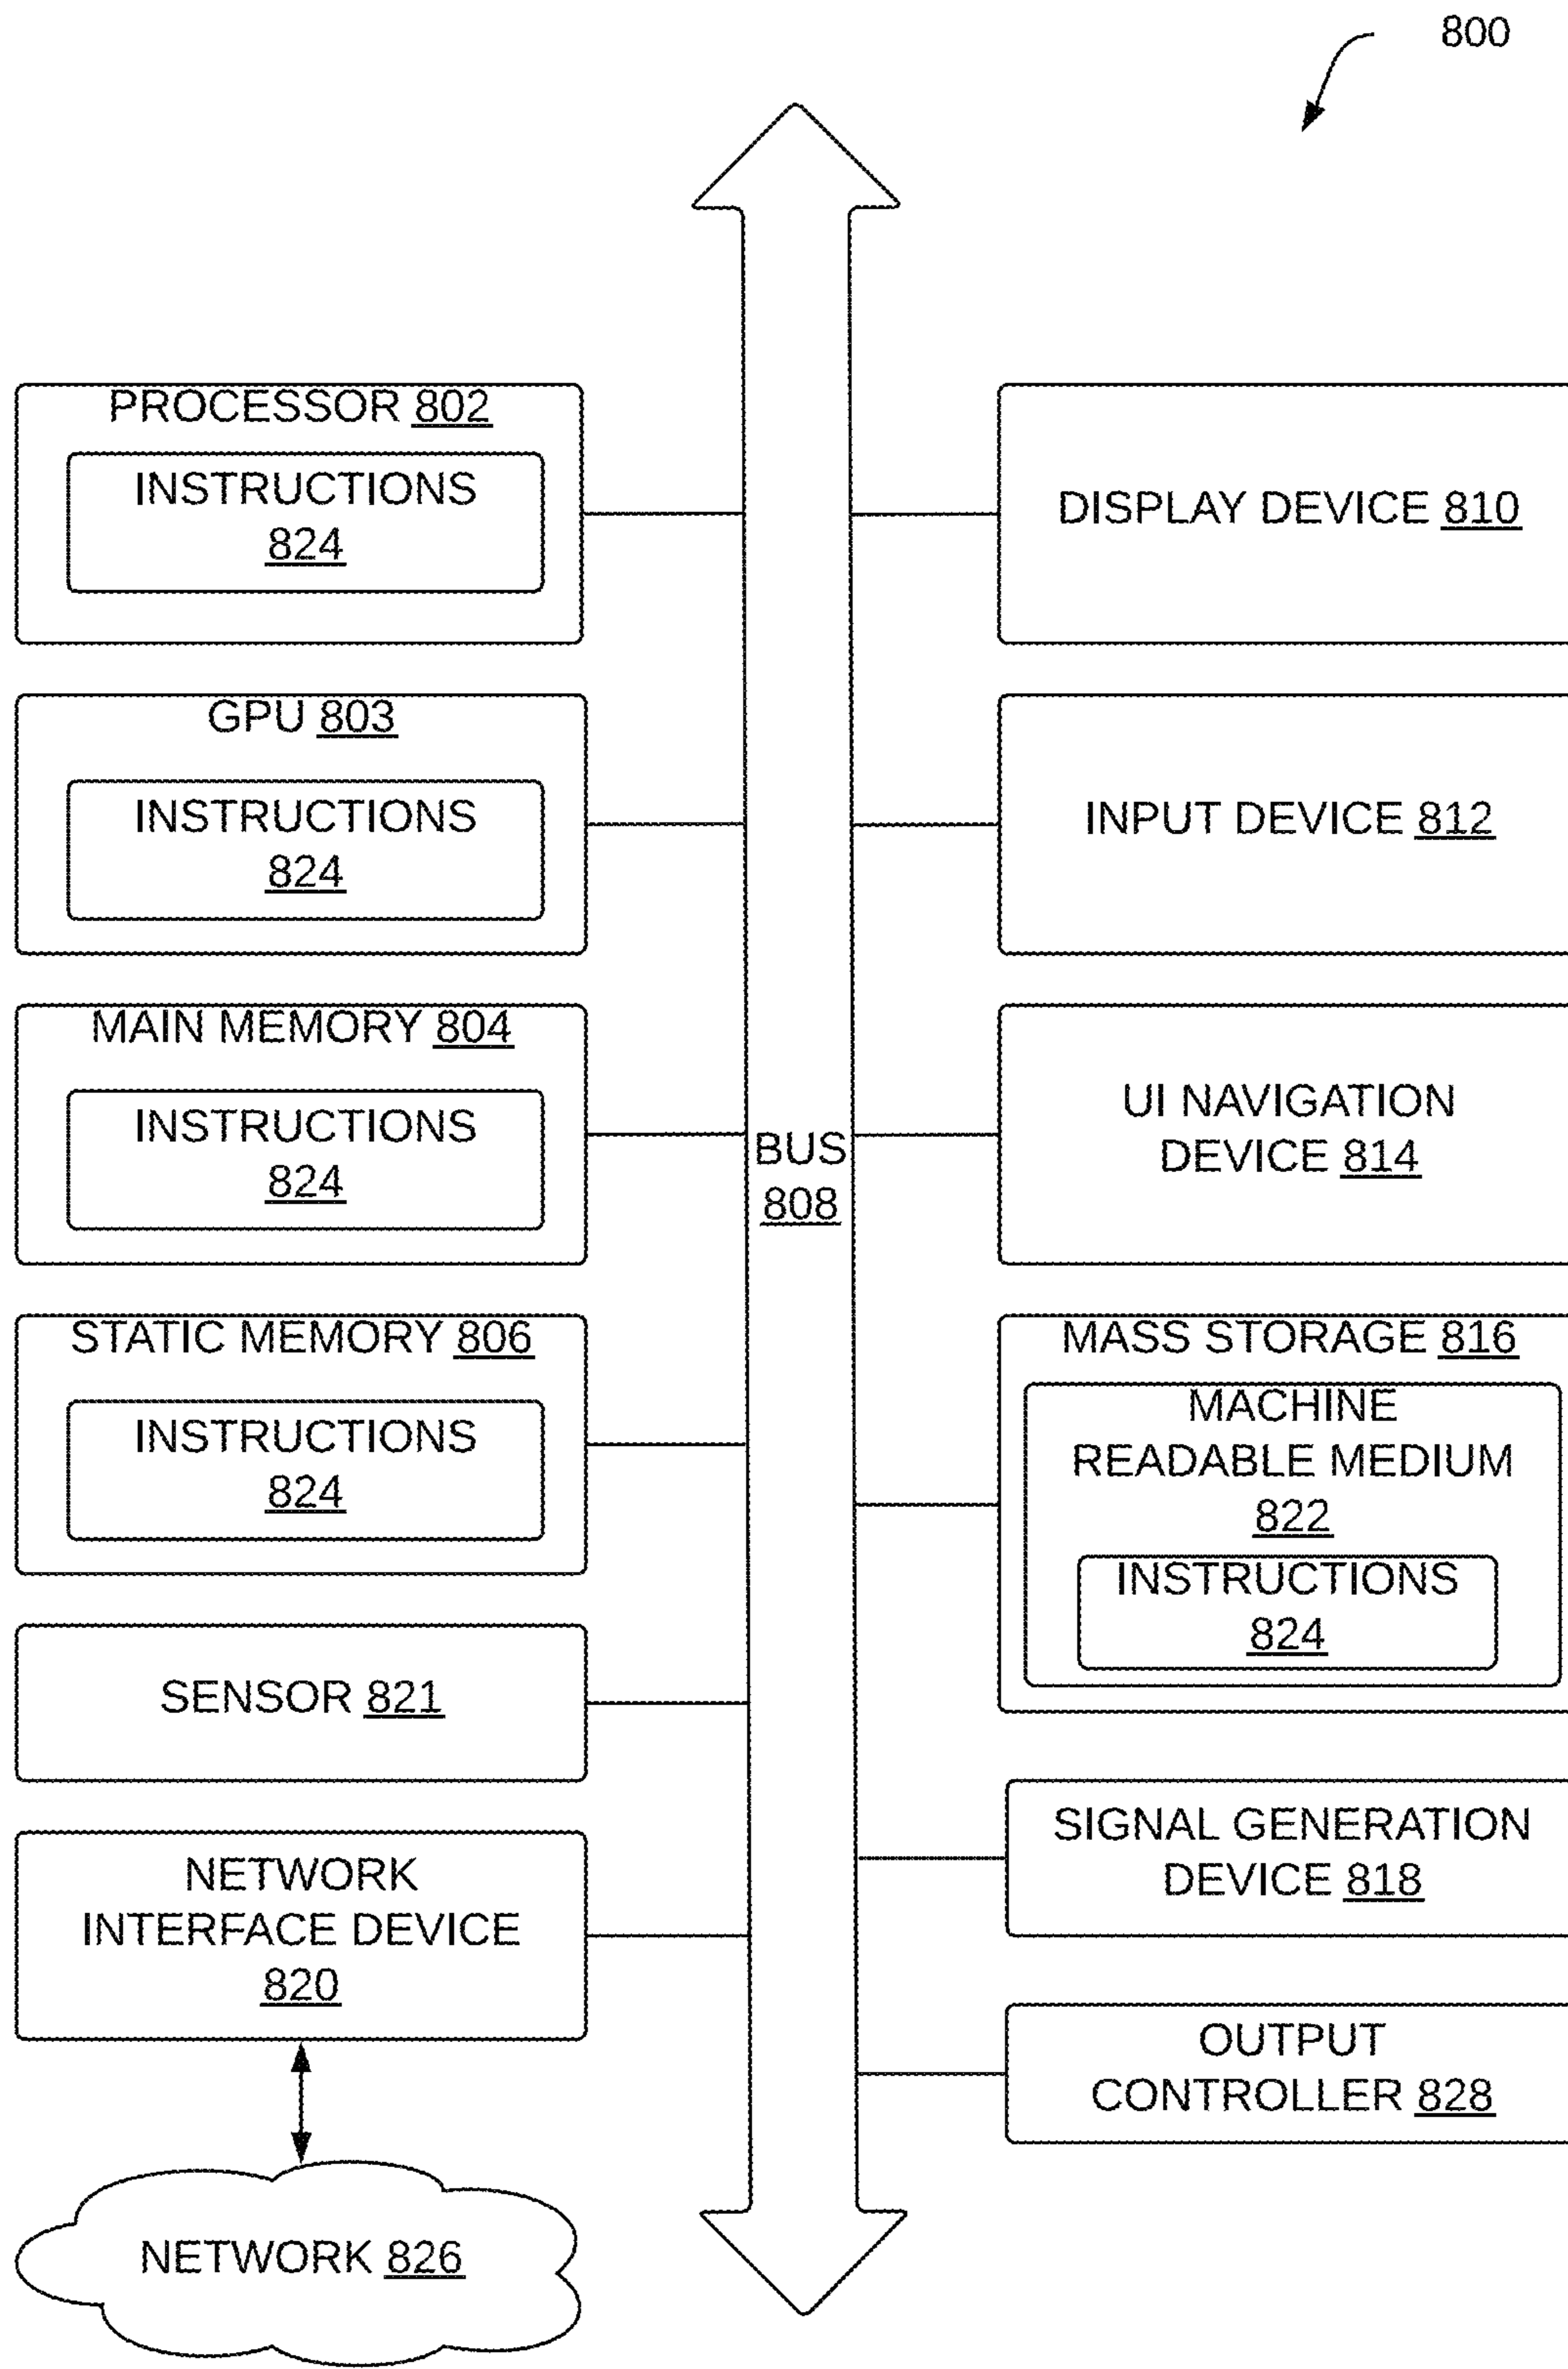 800
PROCESSOR 802
INSTRUCTIONS
824
GPU 803
INSTRUCTIONS
824
MAIN MEMORY 804
INSTRUCTIONS
824
STATIC MEMORY 806
INSTRUCTIONS
824
SENSOR 821
NETWORK
INTERFACE DEVICE
820
NETWORK 826
BUS
808
DISPLAY DEVICE 810
INPUT DEVICE 812
UI NAVIGATION
DEVICE 814
MASS STORAGE 816
MACHINE
READABLE MEDIUM
822
INSTRUCTIONS
824
SIGNAL GENERATION
DEVICE 818
OUTPUT
CONTROLLER 828